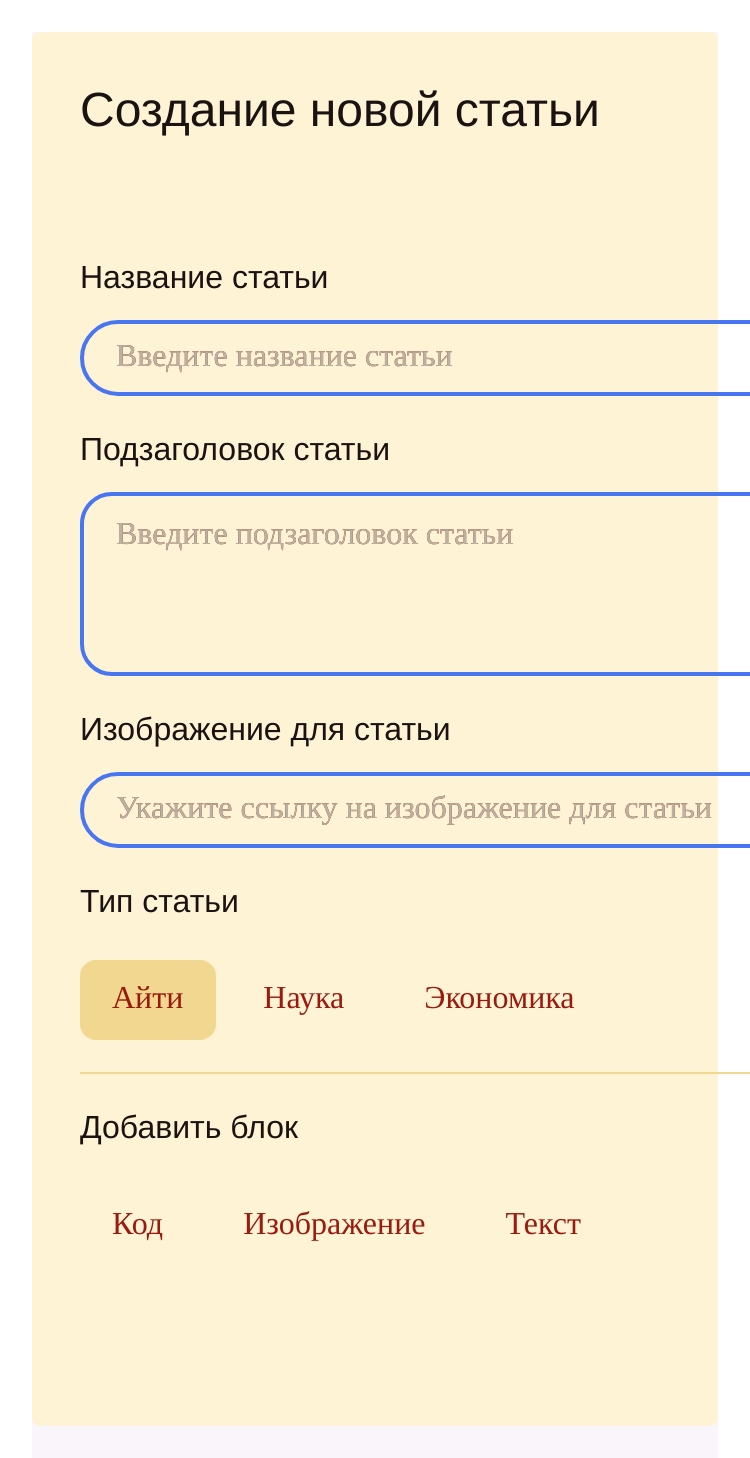 Создание новой статьи
Название статьи
Введите название статьи
Подзаголовок статьи
Введите подзаголовок статьи
Изображение для статьи
Укажите ссылку на изображение для статьи
Тип статьи
Айти Наука Экономика
Добавить блок
Код Изображение Текст